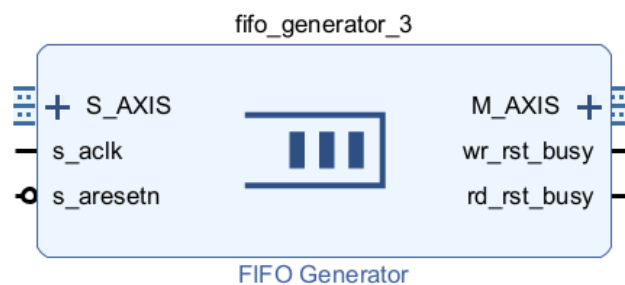 fifo_generator_3
S_AXIS
s_aclk
s_aresetn
M_AXIS
wr_rst_busy
rd_rst_busy
FIFO Generator